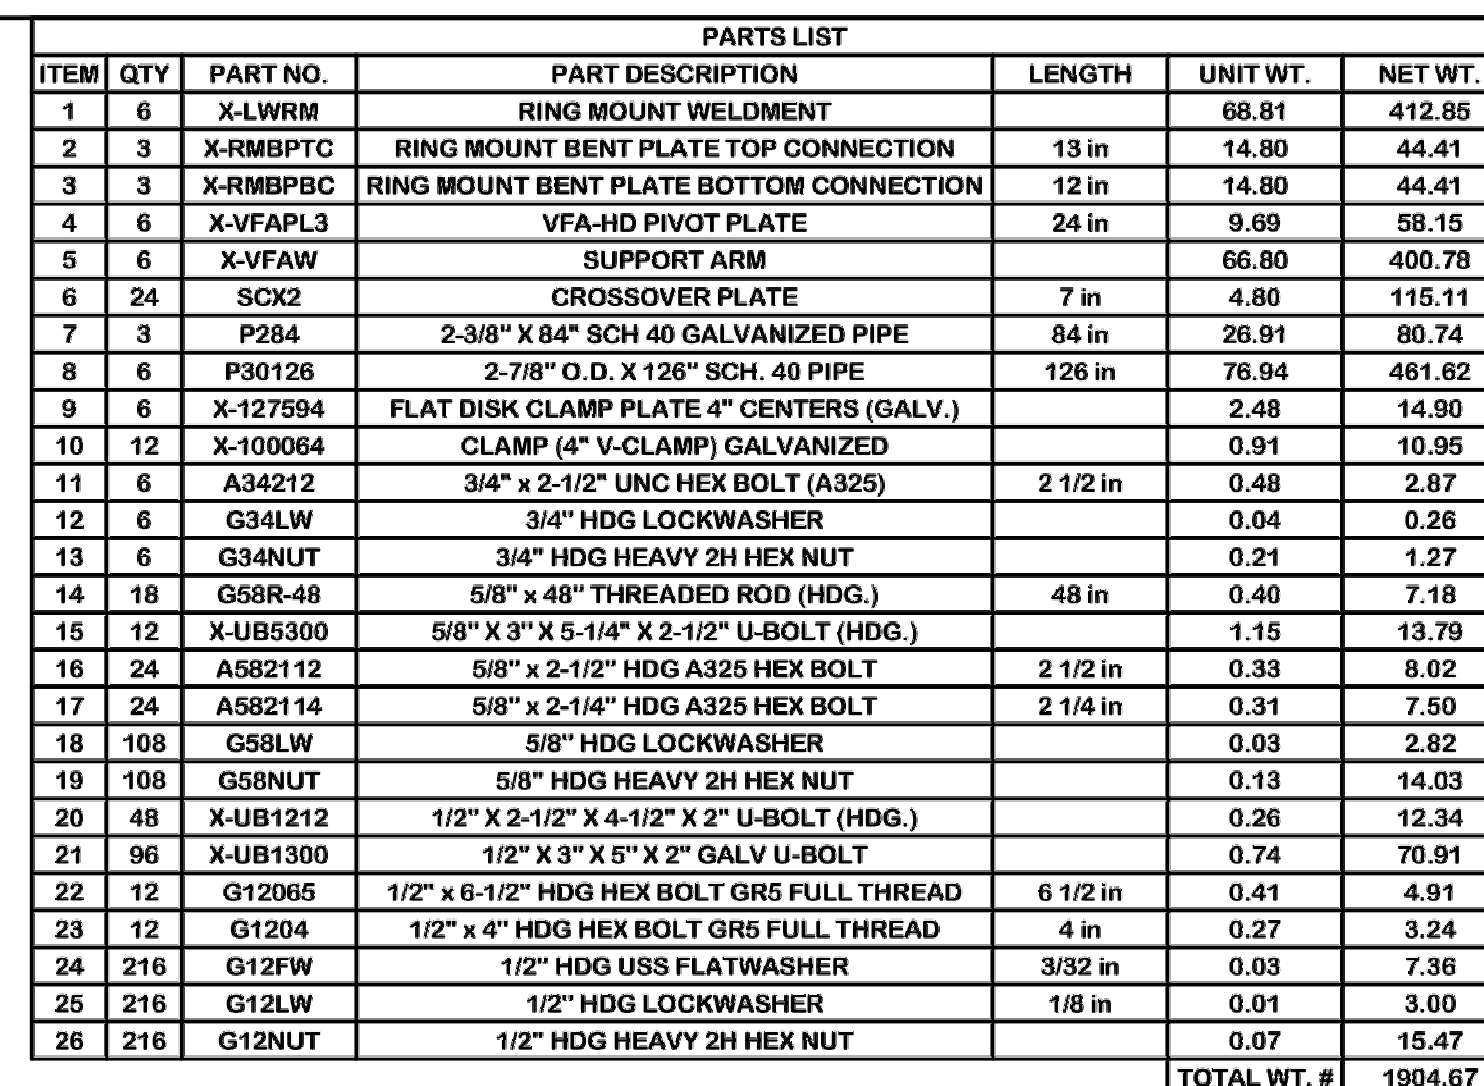 PARTS LIST
ITEM QTY PART NO. PART DESCRIPTION LENGTH UNIT WT. NET WT.
1 6 X-LWRM RING MOUNT WELDMENT 68.81 412.85
2 3 X-RMBPTC RING MOUNT BENT PLATE TOP CONNECTION 13 in 14.80 44.41
3 3 X-RMBPBC RING MOUNT BENT PLATE BOTTOM CONNECTION 12 in 14.80 44.41
4 6 X-VFAPL3 VFA-HD PIVOT PLATE 24 in 9.69 58.15
5 6 X-VFAW SUPPORT ARM 66.80 400.78
6 24 SCX2 CROSSOVER PLATE 7 in 4.80 115.11
7 3 P284 2-3/8" X 84" SCH 40 GALVANIZED PIPE 84 in 26.91 80.74
8 6 P30126 2-7/8" O.D. X 126" SCH. 40 PIPE 126 in 76.94 461.62
9 6 X-127594 FLAT DISK CLAMP PLATE 4" CENTERS (GALV.) 2.48 14.90
10 12 X-100064 CLAMP (4" V-CLAMP) GALVANIZED 0.91 10.95
11 6 A34212 3/4" x 2-1/2" UNC HEX BOLT (A325) 2 1/2 in 0.48 2.87
12 6 G34LW 3/4" HDG LOCKWASHER 0.04 0.26
13 6 G34NUT 3/4" HDG HEAVY 2H HEX NUT 0.21 1.27
14 18 G58R-48 5/8" x 48" THREADED ROD (HDG.) 48 in 0.40 7.18
15 12 X-UB5300 5/8" X 3" X 5-1/4" X 2-1/2" U-BOLT (HDG.) 1.15 13.79
16 24 A582112 5/8" x 2-1/2" HDG A325 HEX BOLT 2 1/2 in 0.33 8.02
17 24 A582114 5/8" x 2-1/4" HDG A325 HEX BOLT 2 1/4 in 0.31 7.50
18 108 G58LW 5/8" HDG LOCKWASHER 0.03 2.82
19 108 G58NUT 5/8" HDG HEAVY 2H HEX NUT 0.13 14.03
20 48 X-UB1212 1/2" X 2-1/2" X 4-1/2" X 2" U-BOLT (HDG.) 0.26 12.34
21 96 X-UB1300 1/2" X 3" X 5" X 2" GALV U-BOLT 0.74 70.91
22 12 G12065 1/2" x 6-1/2" HDG HEX BOLT GR5 FULL THREAD 6 1/2 in 0.41 4.91
23 12 G1204 1/2" x 4" HDG HEX BOLT GR5 FULL THREAD 4 in 0.27 3.24
24 216 G12FW 1/2" HDG USS FLATWASHER 3/32 in 0.03 7.36
25 216 G12LW 1/2" HDG LOCKWASHER 1/8 in 0.01 3.00
26 216 G12NUT 1/2" HDG HEAVY 2H HEX NUT 0.07 15.47
TOTAL WT. # 1904.67